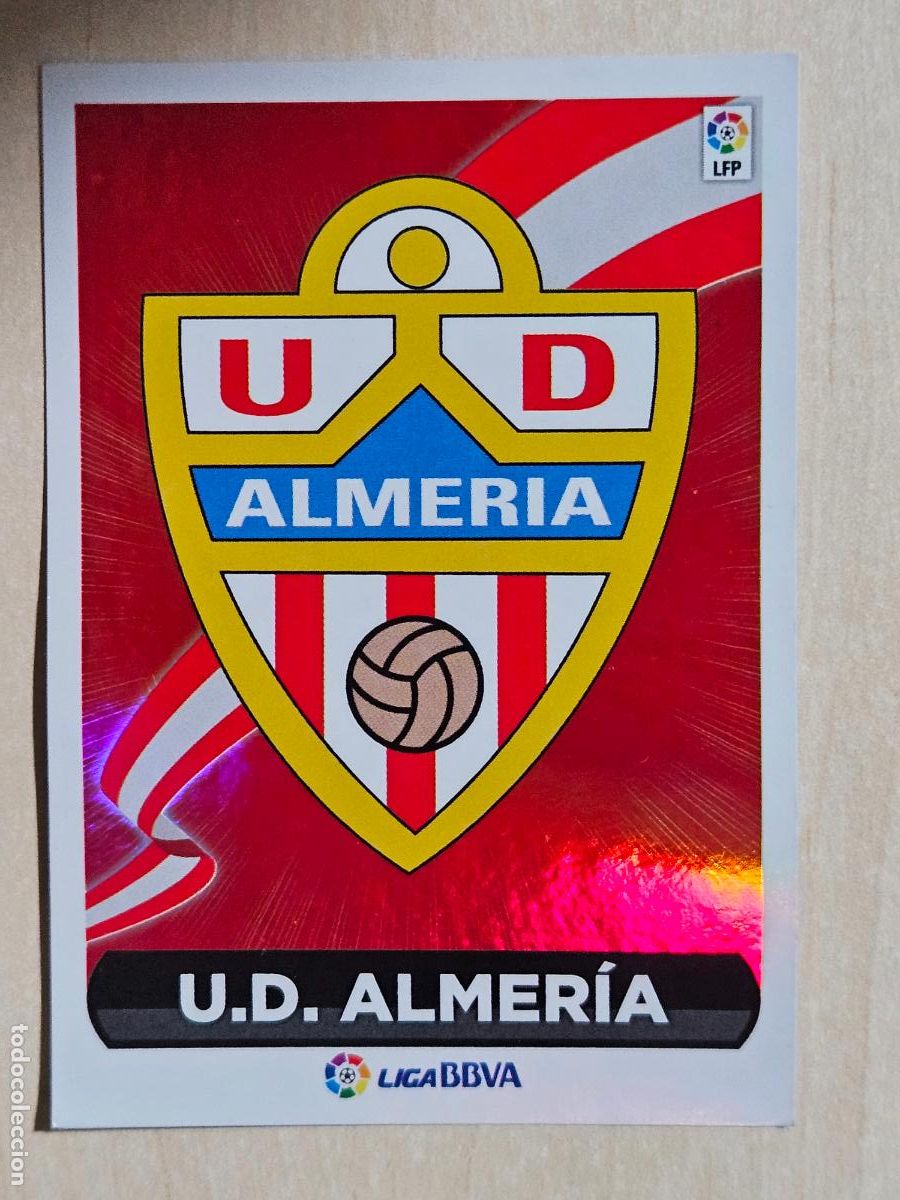 LFP
U D
ALMERIA
U.D. ALMERÍA
LIGA BBVA
todocoleccion